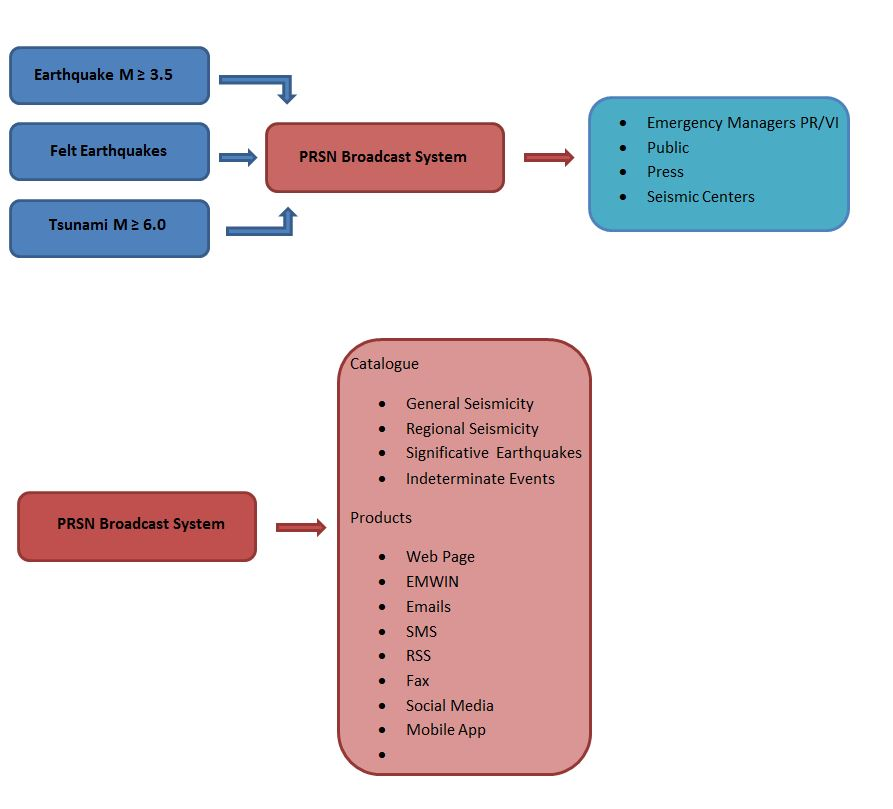 Earthquake M ≥ 3.5
Felt Earthquakes
Tsunami M ≥ 6.0
PRSN Broadcast System
• Emergency Managers PR/VI
• Public
• Press
• Seismic Centers
PRSN Broadcast System
Catalogue
• General Seismicity
• Regional Seismicity
• Significative Earthquakes
• Indeterminate Events
Products
• Web Page
• EMWIN
• Emails
• SMS
• RSS
• Fax
• Social Media
• Mobile App
•